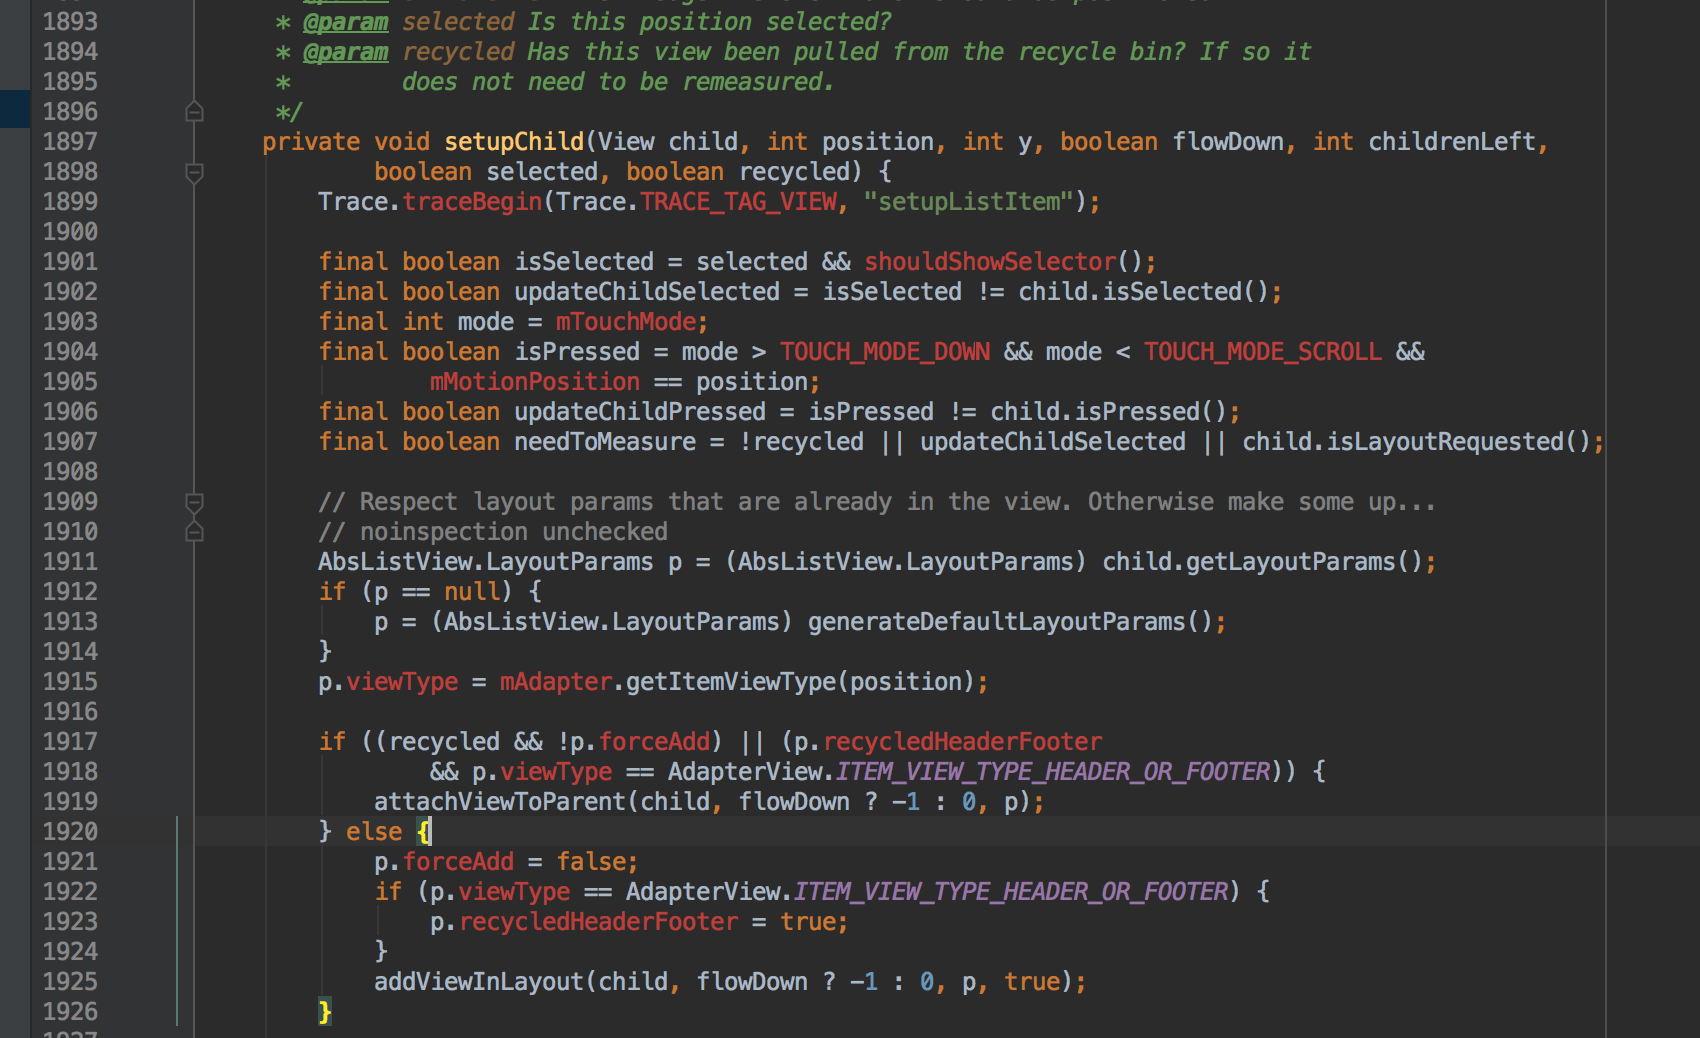 1893 * @param selected Is this position selected?
1894 * @param recycled Has this view been pulled from the recycle bin? If so it
1895 *        does not need to be remeasured.
1896 */
1897 private void setupChild(View child, int position, int y, boolean flowDown, int childrenLeft,
1898         boolean selected, boolean recycled) {
1899     Trace.traceBegin(Trace.TRACE_TAG_VIEW, "setupListItem");
1900
1901     final boolean isSelected = selected && shouldShowSelector();
1902     final boolean updateChildSelected = isSelected != child.isSelected();
1903     final int mode = mTouchMode;
1904     final boolean isPressed = mode > TOUCH_MODE_DOWN && mode < TOUCH_MODE_SCROLL &&
1905             mMotionPosition == position;
1906     final boolean updateChildPressed = isPressed != child.isPressed();
1907     final boolean needToMeasure = !recycled || updateChildSelected || child.isLayoutRequested();
1908
1909     // Respect layout params that are already in the view. Otherwise make some up...
1910     // noinspection unchecked
1911     AbsListView.LayoutParams p = (AbsListView.LayoutParams) child.getLayoutParams();
1912     if (p == null) {
1913         p = (AbsListView.LayoutParams) generateDefaultLayoutParams();
1914     }
1915     p.viewType = mAdapter.getItemViewType(position);
1916
1917     if ((recycled && !p.forceAdd) || (p.recycledHeaderFooter
1918             && p.viewType == AdapterView.ITEM_VIEW_TYPE_HEADER_OR_FOOTER)) {
1919         attachViewToParent(child, flowDown ? -1 : 0, p);
1920     } else {
1921         p.forceAdd = false;
1922         if (p.viewType == AdapterView.ITEM_VIEW_TYPE_HEADER_OR_FOOTER) {
1923             p.recycledHeaderFooter = true;
1924         }
1925         addViewInLayout(child, flowDown ? -1 : 0, p, true);
1926     }